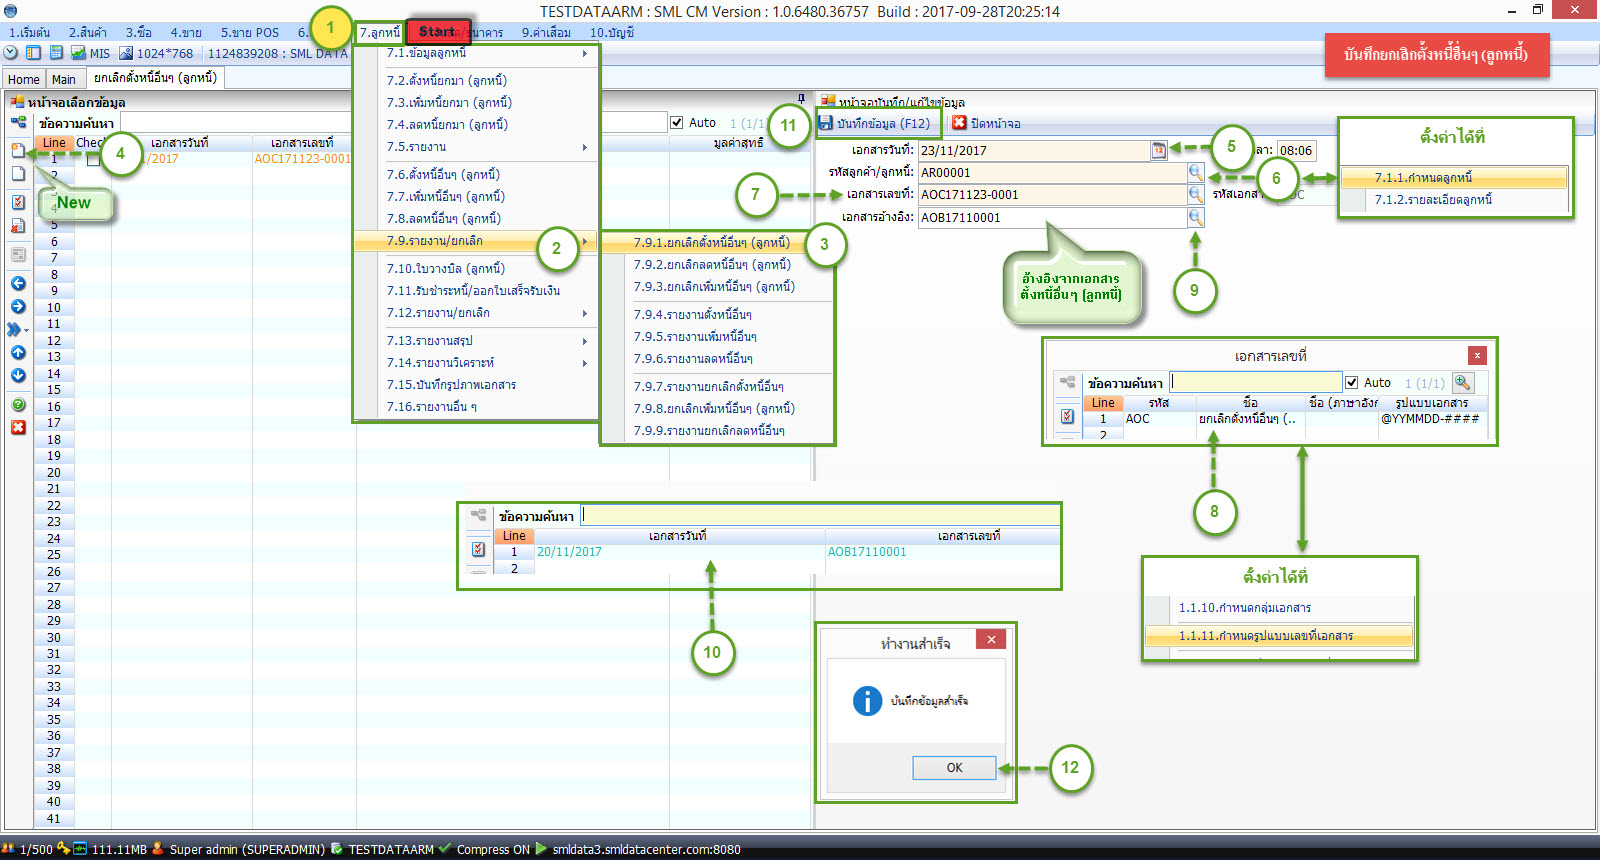 TESTDATAARM : SML CM Version : 1.0.6480.36757 Build : 2017-09-28T20:25:14
1.เริ่มต้น 2.สินค้า 3.ซื้อ 4.ขาย 5.ขาย POS 6. 1 7.ลูกหนี้ Start /ธนาคาร 9.ค่าเสื่อม 10.บัญชี
MIS 1024*768 1124839208 : SML DATA
บันทึกยกเลิกตั้งหนี้อื่นๆ (ลูกหนี้)
Home Main ยกเลิกตั้งหนี้อื่นๆ (ลูกหนี้)
หน้าจอเลือกข้อมูล
ข้อความค้นหา Auto 1 (1/1)
Line Chec เอกสารวันที่ เอกสารเลขที่ มูลค่าสุทธิ
1 1/2017 AOC171123-0001
4
New
2
4
5
6
7
8
9
10
11
12
13
14
15
16
17
18
19
20
21
22
23
24
25
26
27
28
29
30
31
32
33
34
35
36
37
38
39
40
41
7.1.ข้อมูลลูกหนี้
7.2.ตั้งหนี้ยกมา (ลูกหนี้)
7.3.เพิ่มหนี้ยกมา (ลูกหนี้)
7.4.ลดหนี้ยกมา (ลูกหนี้)
7.5.รายงาน
7.6.ตั้งหนี้อื่นๆ (ลูกหนี้)
7.7.เพิ่มหนี้อื่นๆ (ลูกหนี้)
7.8.ลดหนี้อื่นๆ (ลูกหนี้)
7.9.รายงาน/ยกเลิก
2
7.10.ใบวางบิล (ลูกหนี้)
7.11.รับชำระหนี้/ออกใบเสร็จรับเงิน
7.12.รายงาน/ยกเลิก
7.13.รายงานสรุป
7.14.รายงานวิเคราะห์
7.15.บันทึกรูปภาพเอกสาร
7.16.รายงานอื่น ๆ
7.9.1.ยกเลิกตั้งหนี้อื่นๆ (ลูกหนี้)
3
7.9.2.ยกเลิกลดหนี้อื่นๆ (ลูกหนี้)
7.9.3.ยกเลิกเพิ่มหนี้อื่นๆ (ลูกหนี้)
7.9.4.รายงานตั้งหนี้อื่นๆ
7.9.5.รายงานเพิ่มหนี้อื่นๆ
7.9.6.รายงานลดหนี้อื่นๆ
7.9.7.รายงานยกเลิกตั้งหนี้อื่นๆ
7.9.8.ยกเลิกเพิ่มหนี้อื่นๆ (ลูกหนี้)
7.9.9.รายงานยกเลิกลดหนี้อื่นๆ
หน้าจอบันทึก/แก้ไขข้อมูล
11 บันทึกข้อมูล (F12) ปิดหน้าจอ
เอกสารวันที่: 23/11/2017 5 ลา: 08:06
รหัสลูกค้า/ลูกหนี้: AR00001 6
7 เอกสารเลขที่: AOC171123-0001 รหัสเอกส OC
เอกสารอ้างอิง: AOB17110001
ตั้งค่าได้ที่
7.1.1.กำหนดลูกหนี้
7.1.2.รายละเอียดลูกหนี้
อ้างอิงจากเอกสาร
ตั้งหนี้อื่นๆ (ลูกหนี้)
9
เอกสารเลขที่
ข้อความค้นหา Auto 1 (1/1)
Line รหัส ชื่อ ชื่อ (ภาษาอังก รูปแบบเอกสาร
1 AOC ยกเลิกตั้งหนี้อื่นๆ (.. @YYMMDD-####
2
8
ข้อความค้นหา
Line เอกสารวันที่ เอกสารเลขที่
1 20/11/2017 AOB17110001
2
10
ตั้งค่าได้ที่
1.1.10.กำหนดกลุ่มเอกสาร
1.1.11.กำหนดรูปแบบเลขที่เอกสาร
ทำงานสำเร็จ
บันทึกข้อมูลสำเร็จ
OK
12
1/500 111.11MB Super admin (SUPERADMIN) TESTDATAARM Compress ON smldata3.smldatacenter.com:8080